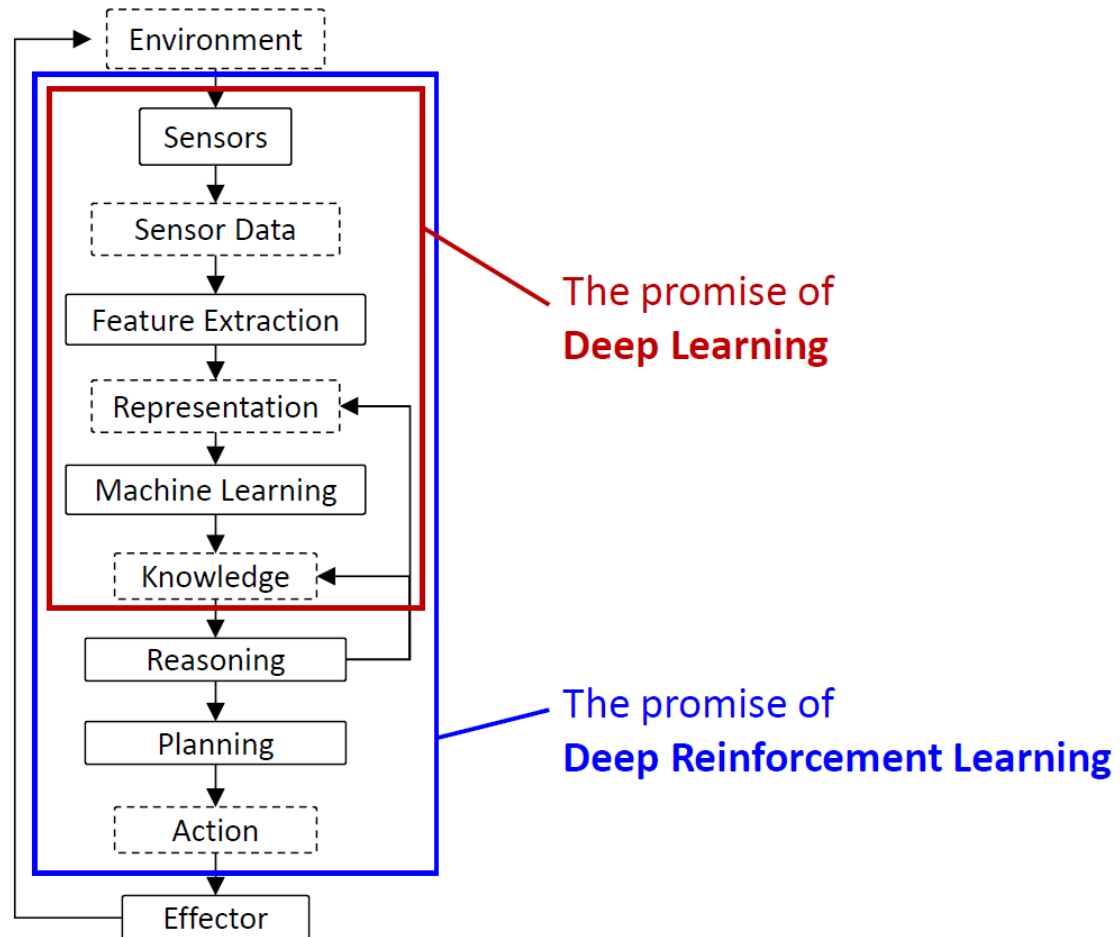 Environment
Sensors
Sensor Data
Feature Extraction
Representation
Machine Learning
Knowledge
Reasoning
Planning
Action
Effector
The promise of
Deep Learning
The promise of
Deep Reinforcement Learning